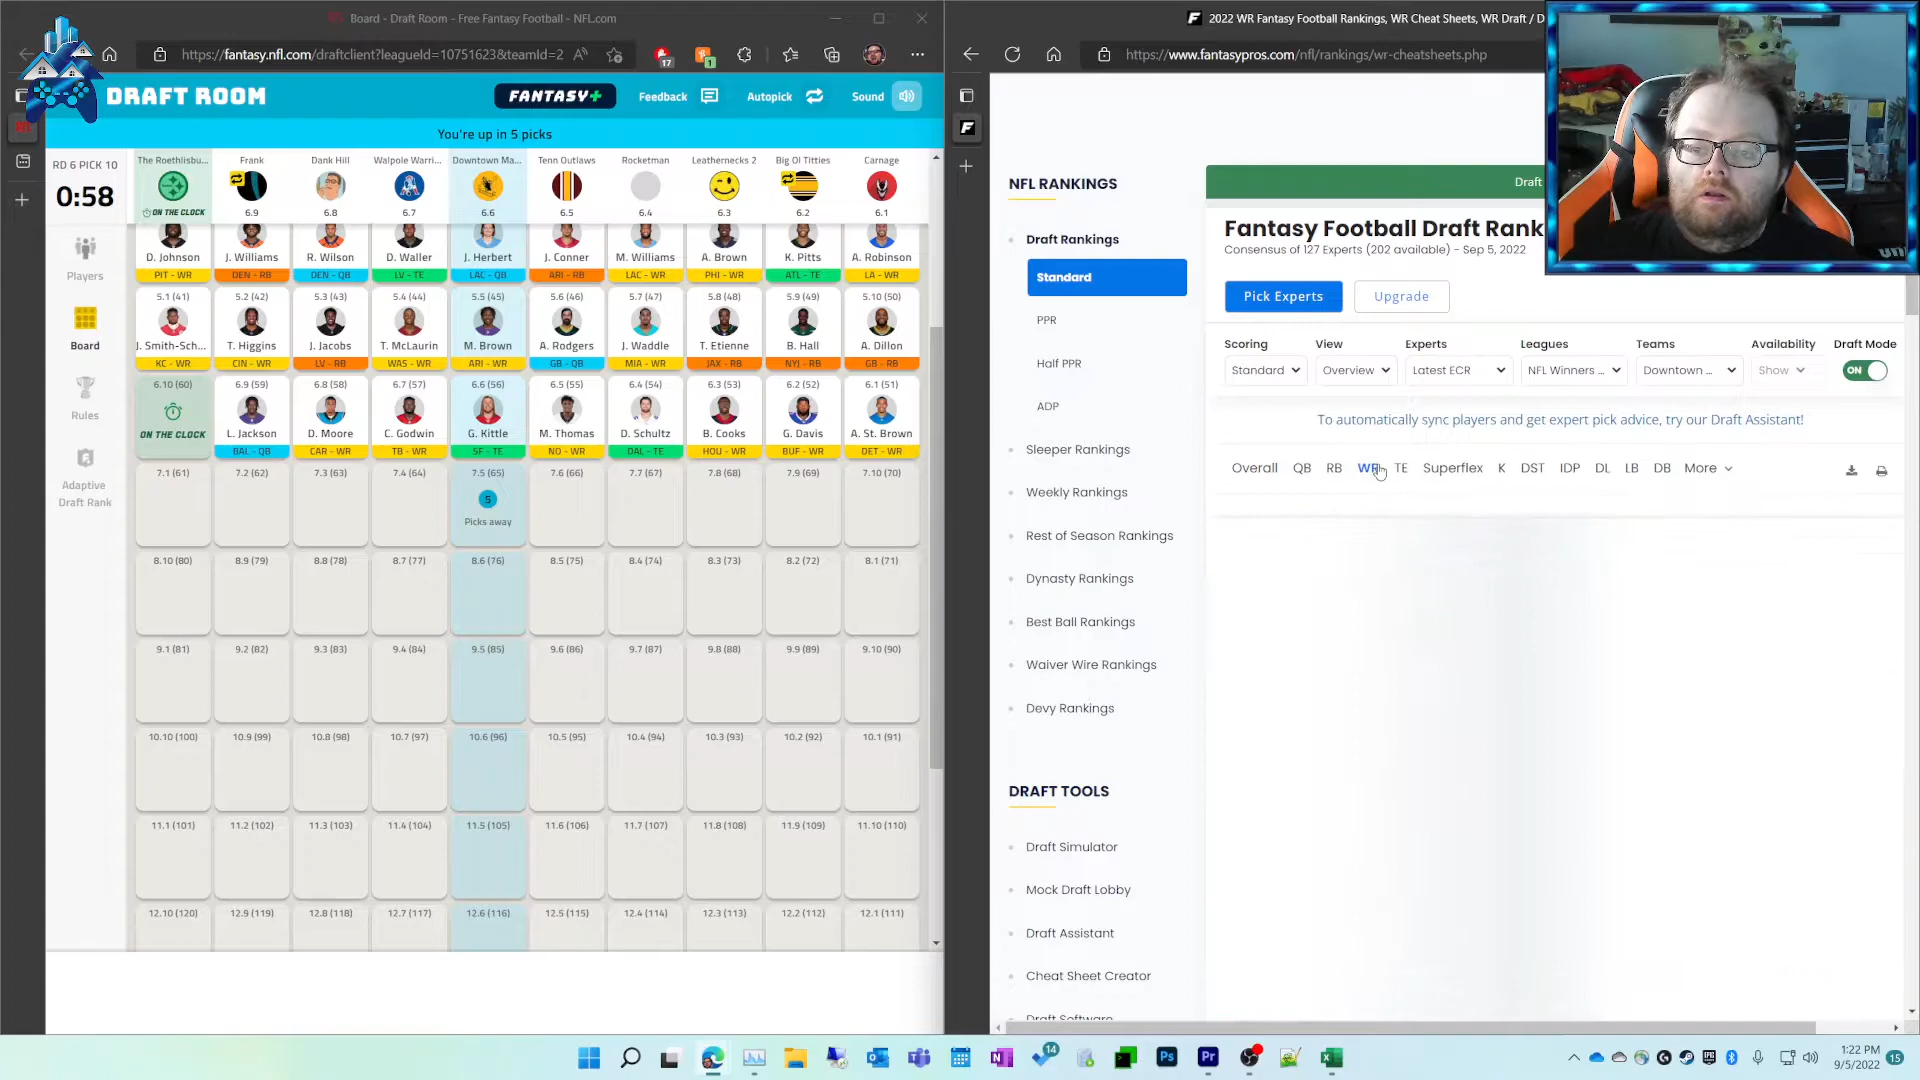 Board - Draft Room - Free Fantasy Football - NFL.com
https://fantasy.nfl.com/draftclient?leagueId=10751623&teamId=2
17
1
DRAFT ROOM
FANTASY+
Feedback
Autopick
Sound
You're up in 5 picks
RD 6 PICK 10
0:58
The Roethlisbu... Frank Dank Hill Walpole Warri... Downtown Ma... Tenn Outlaws Rocketman Leathernecks 2 Big Ol Titties Carnage
ON THE CLOCK 6.9 6.8 6.7 6.6 6.5 6.4 6.3 6.2 6.1
Players
Board
Rules
Adaptive
Draft Rank
D. Johnson J. Williams R. Wilson D. Waller J. Herbert J. Conner M. Williams A. Brown K. Pitts A. Robinson
PIT - WR DEN - RB DEN - QB LV - TE LAC - QB ARI - RB LAC - WR PHI - WR ATL - TE LA - WR
5.1 (41) 5.2 (42) 5.3 (43) 5.4 (44) 5.5 (45) 5.6 (46) 5.7 (47) 5.8 (48) 5.9 (49) 5.10 (50)
J. Smith-Sch... T. Higgins J. Jacobs T. McLaurin M. Brown A. Rodgers J. Waddle T. Etienne B. Hall A. Dillon
KC - WR CIN - WR LV - RB WAS - WR ARI - WR GB - QB MIA - WR JAX - RB NYJ - RB GB - RB
6.10 (60) 6.9 (59) 6.8 (58) 6.7 (57) 6.6 (56) 6.5 (55) 6.4 (54) 6.3 (53) 6.2 (52) 6.1 (51)
ON THE CLOCK L. Jackson D. Moore C. Godwin G. Kittle M. Thomas D. Schultz B. Cooks G. Davis A. St. Brown
BAL - QB CAR - WR TB - WR SF - TE NO - WR DAL - TE HOU - WR BUF - WR DET - WR
7.1 (61) 7.2 (62) 7.3 (63) 7.4 (64) 7.5 (65) 7.6 (66) 7.7 (67) 7.8 (68) 7.9 (69) 7.10 (70)
5
Picks away
8.10 (80) 8.9 (79) 8.8 (78) 8.7 (77) 8.6 (76) 8.5 (75) 8.4 (74) 8.3 (73) 8.2 (72) 8.1 (71)
9.1 (81) 9.2 (82) 9.3 (83) 9.4 (84) 9.5 (85) 9.6 (86) 9.7 (87) 9.8 (88) 9.9 (89) 9.10 (90)
10.10 (100) 10.9 (99) 10.8 (98) 10.7 (97) 10.6 (96) 10.5 (95) 10.4 (94) 10.3 (93) 10.2 (92) 10.1 (91)
11.1 (101) 11.2 (102) 11.3 (103) 11.4 (104) 11.5 (105) 11.6 (106) 11.7 (107) 11.8 (108) 11.9 (109) 11.10 (110)
12.10 (120) 12.9 (119) 12.8 (118) 12.7 (117) 12.6 (116) 12.5 (115) 12.4 (114) 12.3 (113) 12.2 (112) 12.1 (111)
2022 WR Fantasy Football Rankings, WR Cheat Sheets, WR Draft / D
https://www.fantasypros.com/nfl/rankings/wr-cheatsheets.php
NFL RANKINGS
Draft Rankings
Standard
PPR
Half PPR
ADP
Sleeper Rankings
Weekly Rankings
Rest of Season Rankings
Dynasty Rankings
Best Ball Rankings
Waiver Wire Rankings
Devy Rankings
DRAFT TOOLS
Draft Simulator
Mock Draft Lobby
Draft Assistant
Cheat Sheet Creator
Draft Software
Draft
Fantasy Football Draft Rank
Consensus of 127 Experts (202 available) - Sep 5, 2022
Pick Experts
Upgrade
Scoring View Experts Leagues Teams Availability Draft Mode
Standard Overview Latest ECR NFL Winners ... Downtown ... Show ON
To automatically sync players and get expert pick advice, try our Draft Assistant!
Overall QB RB WR TE Superflex K DST IDP DL LB DB More
14
1:22 PM
9/5/2022
15